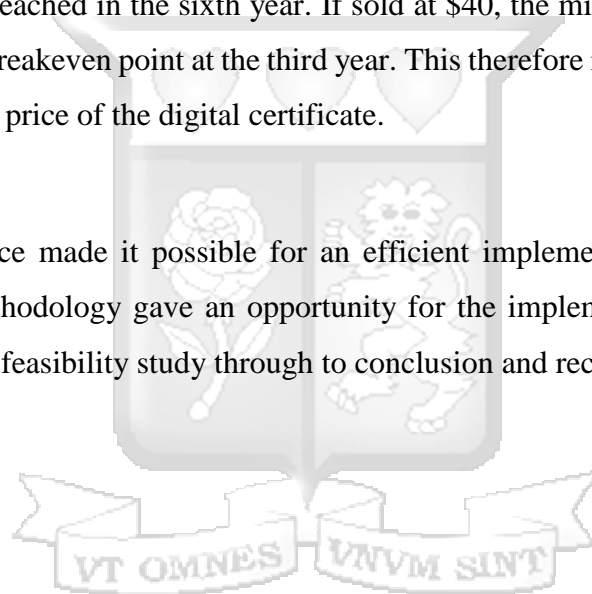 eached in the sixth year. If sold at $40, the mi
reakeven point at the third year. This therefore
price of the digital certificate.
ce made it possible for an efficient impleme
hodology gave an opportunity for the implem
feasibility study through to conclusion and rec
VT OMNES VNVM SINT